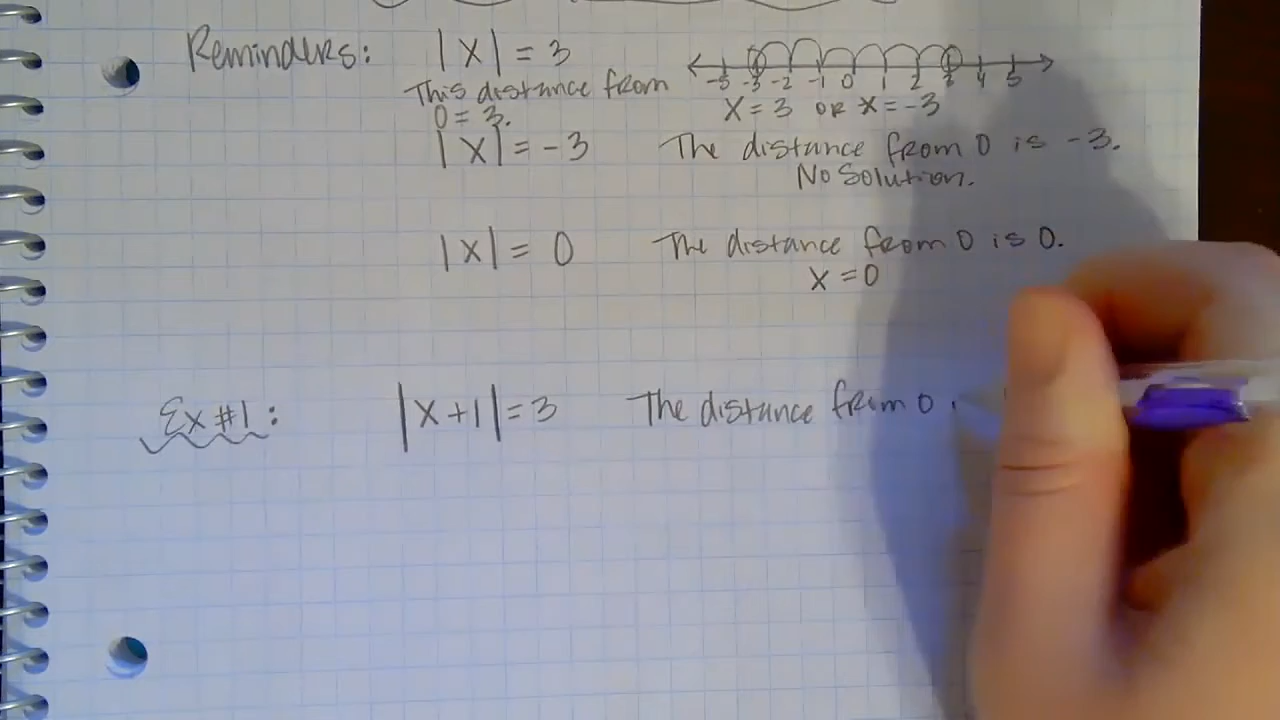 Reminders: |x| = 3
This distance from
0 = 3.
-5 -3 -2 -1 0 1 2 3 4 5
x = 3 OR x = -3
|x| = -3 The distance from 0 is -3.
No Solution.
|x| = 0 The distance from 0 is 0.
x = 0
Ex #1: |x+1| = 3 The distance from 0